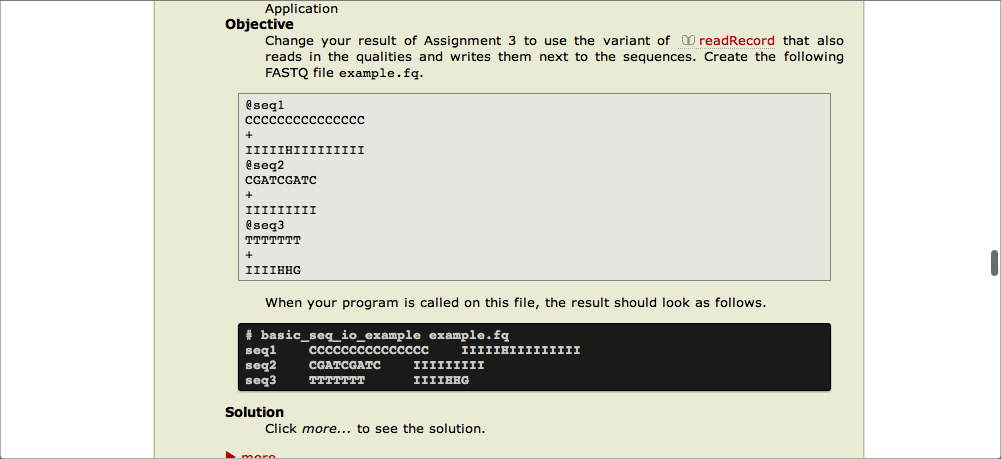 Application
Objective
Change your result of Assignment 3 to use the variant of readRecord that also
reads in the qualities and writes them next to the sequences. Create the following
FASTQ file example.fq.
@seq1
CCCCCCCCCCCCCCC
+
IIIIIHIIIIIIIII
@seq2
CGATCGATC
+
IIIIIIIII
@seq3
TTTTTTT
+
IIIIHHG
When your program is called on this file, the result should look as follows.
# basic_seq_io_example example.fq
seq1    CCCCCCCCCCCCCCC    IIIIIHIIIIIIIII
seq2    CGATCGATC    IIIIIIIII
seq3    TTTTTTT      IIIIHHG
Solution
Click more... to see the solution.
more